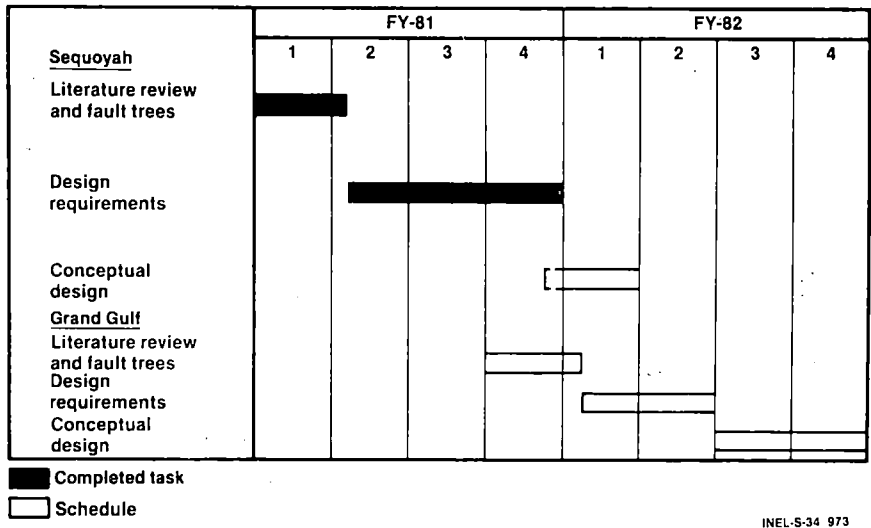 FY-81 FY-82
Sequoyah 1 2 3 4 1 2 3 4
Literature review
and fault trees
Design
requirements
Conceptual
design
Grand Gulf
Literature review
and fault trees
Design
requirements
Conceptual
design
Completed task
Schedule
INEL-S-34 973